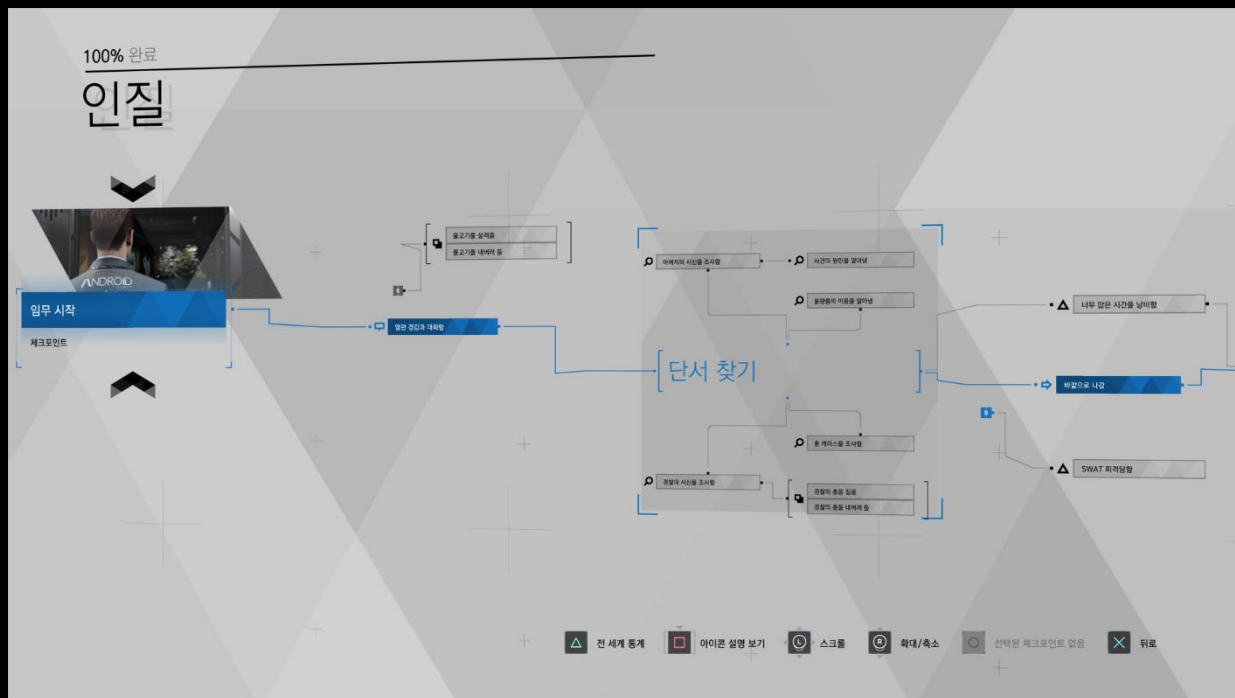 100% 완료
인질
ANDROID
임무 시작
체크포인트
물고기를 살려줌
물고기를 내버려 둠
앨런 경감과 대화함
아버지의 시신을 조사함
사건의 원인을 알아냄
불량품의 이름을 알아냄
단서 찾기
총 케이스를 조사함
경찰의 시신을 조사함
경찰의 총을 집음
경찰의 총을 내버려 둠
너무 많은 시간을 낭비함
바깥으로 나감
SWAT 피격당함
전 세계 통계
아이콘 설명 보기
L
스크롤
R
확대/축소
선택된 체크포인트 없음
뒤로